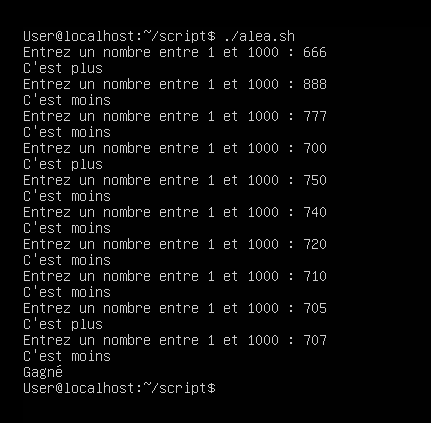 User@localhost:~/script$ ./alea.sh
Entrez un nombre entre 1 et 1000 : 666
C'est plus
Entrez un nombre entre 1 et 1000 : 888
C'est moins
Entrez un nombre entre 1 et 1000 : 777
C'est moins
Entrez un nombre entre 1 et 1000 : 700
C'est plus
Entrez un nombre entre 1 et 1000 : 750
C'est moins
Entrez un nombre entre 1 et 1000 : 740
C'est moins
Entrez un nombre entre 1 et 1000 : 720
C'est moins
Entrez un nombre entre 1 et 1000 : 710
C'est moins
Entrez un nombre entre 1 et 1000 : 705
C'est plus
Entrez un nombre entre 1 et 1000 : 707
C'est moins
Gagné
User@localhost:~/script$